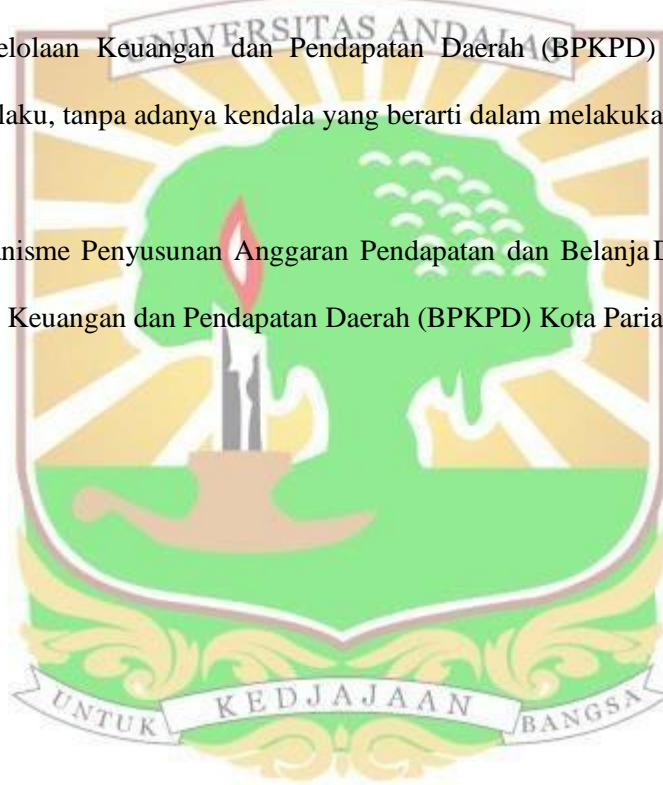 UNIVERSITAS ANDALAS
elolaan Keuangan dan Pendapatan Daerah (BPKPD)
laku, tanpa adanya kendala yang berarti dalam melakuka
anisme Penyusunan Anggaran Pendapatan dan Belanja D
Keuangan dan Pendapatan Daerah (BPKPD) Kota Paria
UNTUK KEDJAJAAN BANGSA